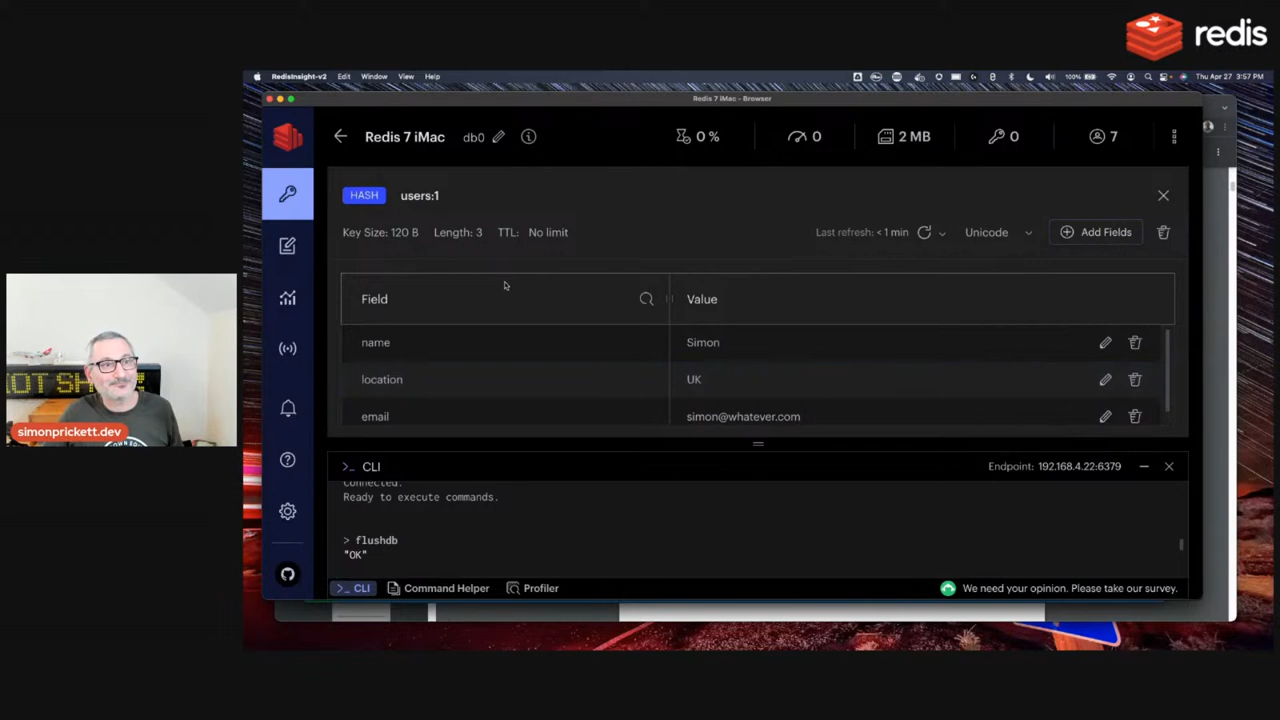 redis
RedisInsight-v2 Edit Window View Help
100% Thu Apr 27 3:57 PM
Redis 7 iMac - Browser
Redis 7 iMac db0 0 % 0 2 MB 0 7
HASH users:1
Key Size: 120 B Length: 3 TTL: No limit Last refresh: < 1 min Unicode Add Fields
Field Value
name Simon
location UK
email simon@whatever.com
>_ CLI Endpoint: 192.168.4.22:6379
Connected.
Ready to execute commands.
> flushdb
"OK"
>_ CLI Command Helper Profiler We need your opinion. Please take our survey.
simonprickett.dev